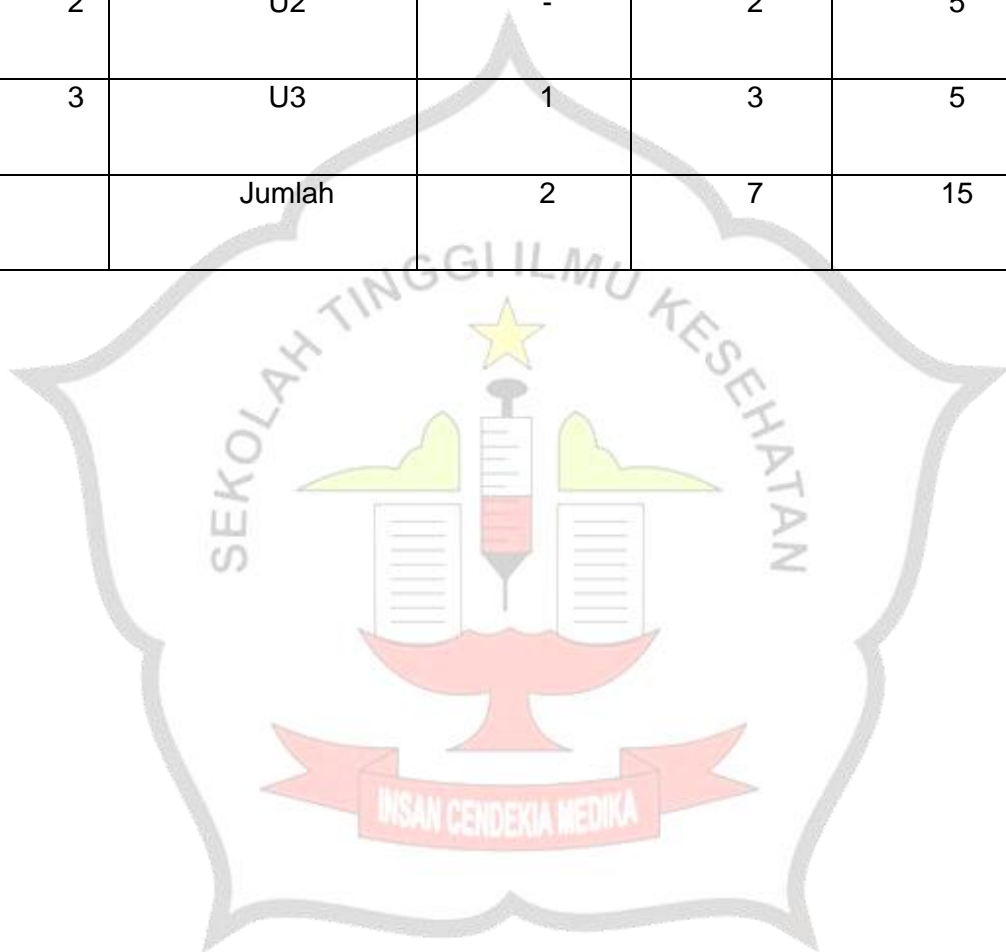 2 U2 - 2 5
3 U3 1 3 5
Jumlah 2 7 15
SEKOLAH TINGGI ILMU KESEHATAN
INSAN CENDEKIA MEDIKA